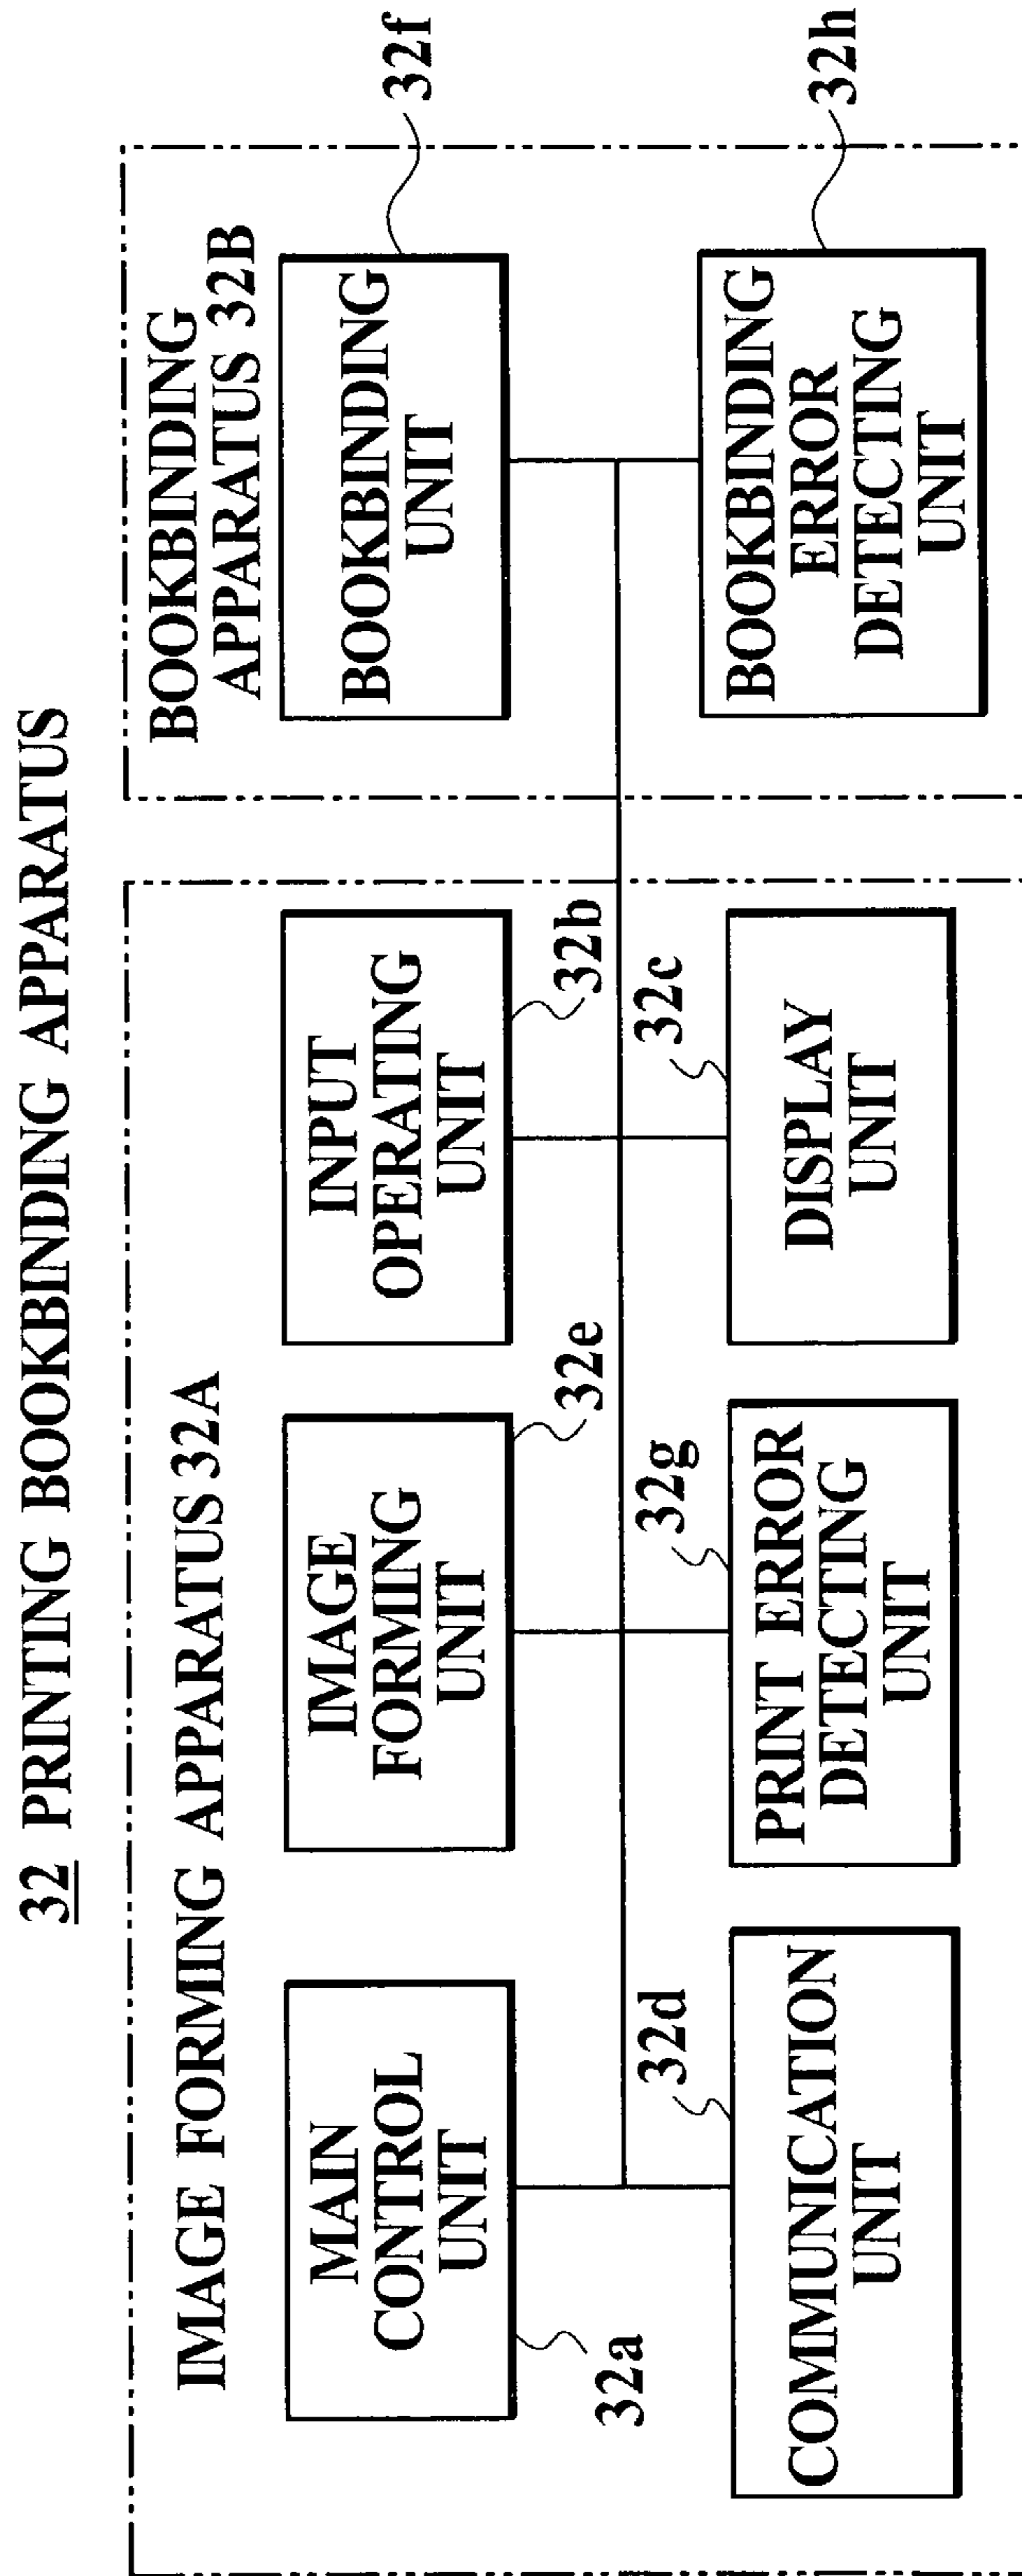 32 PRINTING BOOKBINDING APPARATUS
IMAGE FORMING APPARATUS 32A
MAIN
CONTROL
UNIT
32a
IMAGE
FORMING
UNIT
32e
INPUT
OPERATING
UNIT
32b
32d
COMMUNICATION
UNIT
32g
PRINT ERROR
DETECTING
UNIT
32c
DISPLAY
UNIT
BOOKBINDING
APPARATUS 32B
BOOKBINDING
UNIT
32f
BOOKBINDING
ERROR
DETECTING
UNIT
32h